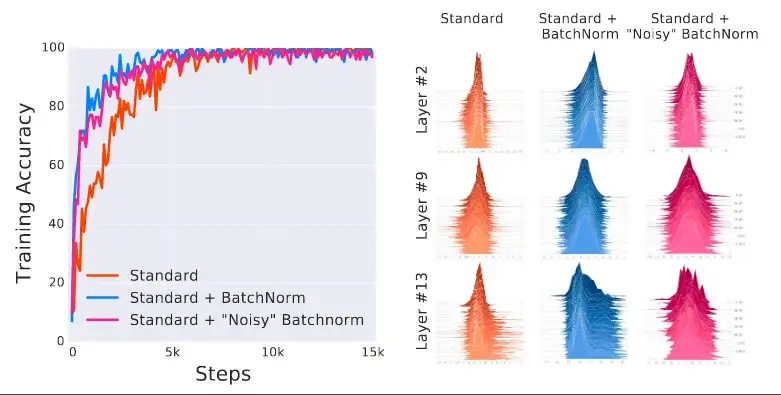 Training Accuracy
100
80
60
40
20
0
Standard
Standard + BatchNorm
Standard + "Noisy" Batchnorm
0
5k
10k
15k
Steps
Standard
Standard +
BatchNorm
Standard +
"Noisy" BatchNorm
Layer #2
Layer #9
Layer #13